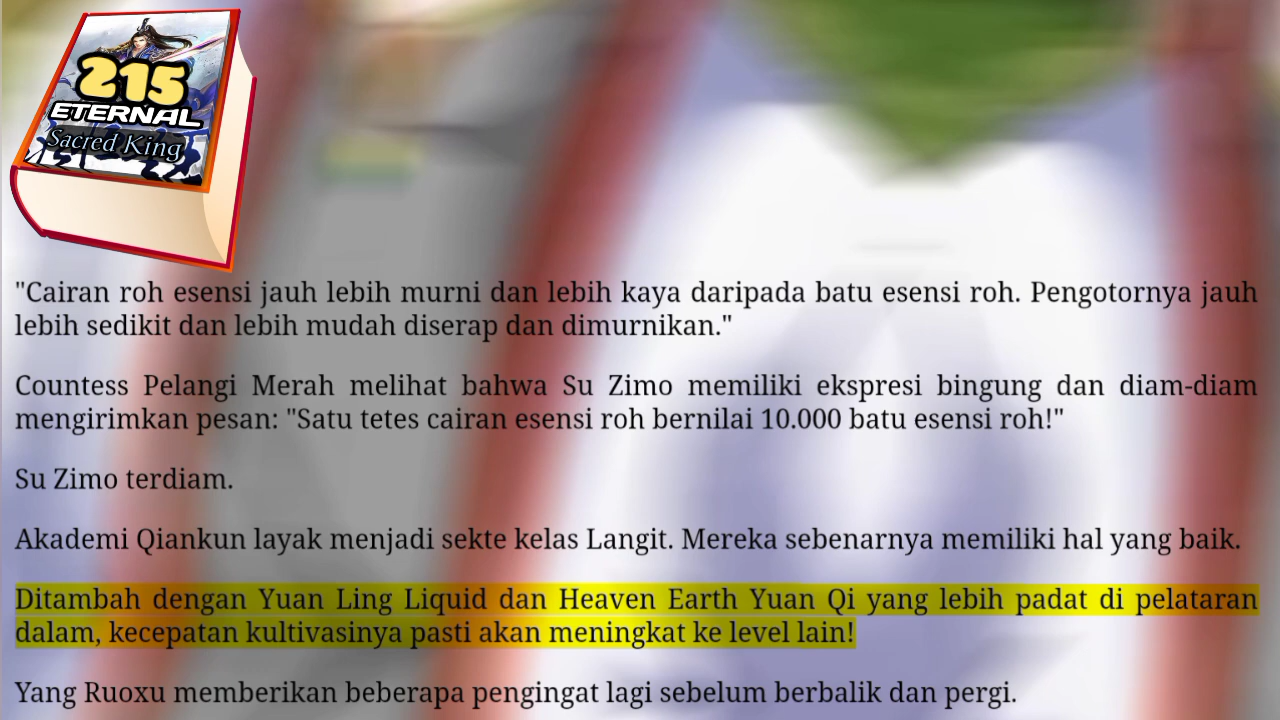 215
ETERNAL
Sacred King
"Cairan roh esensi jauh lebih murni dan lebih kaya daripada batu esensi roh. Pengotornya jauh
lebih sedikit dan lebih mudah diserap dan dimurnikan."
Countess Pelangi Merah melihat bahwa Su Zimo memiliki ekspresi bingung dan diam-diam
mengirimkan pesan: "Satu tetes cairan esensi roh bernilai 10.000 batu esensi roh!"
Su Zimo terdiam.
Akademi Qiankun layak menjadi sekte kelas Langit. Mereka sebenarnya memiliki hal yang baik.
Ditambah dengan Yuan Ling Liquid dan Heaven Earth Yuan Qi yang lebih padat di pelataran
dalam, kecepatan kultivasinya pasti akan meningkat ke level lain!
Yang Ruoxu memberikan beberapa pengingat lagi sebelum berbalik dan pergi.